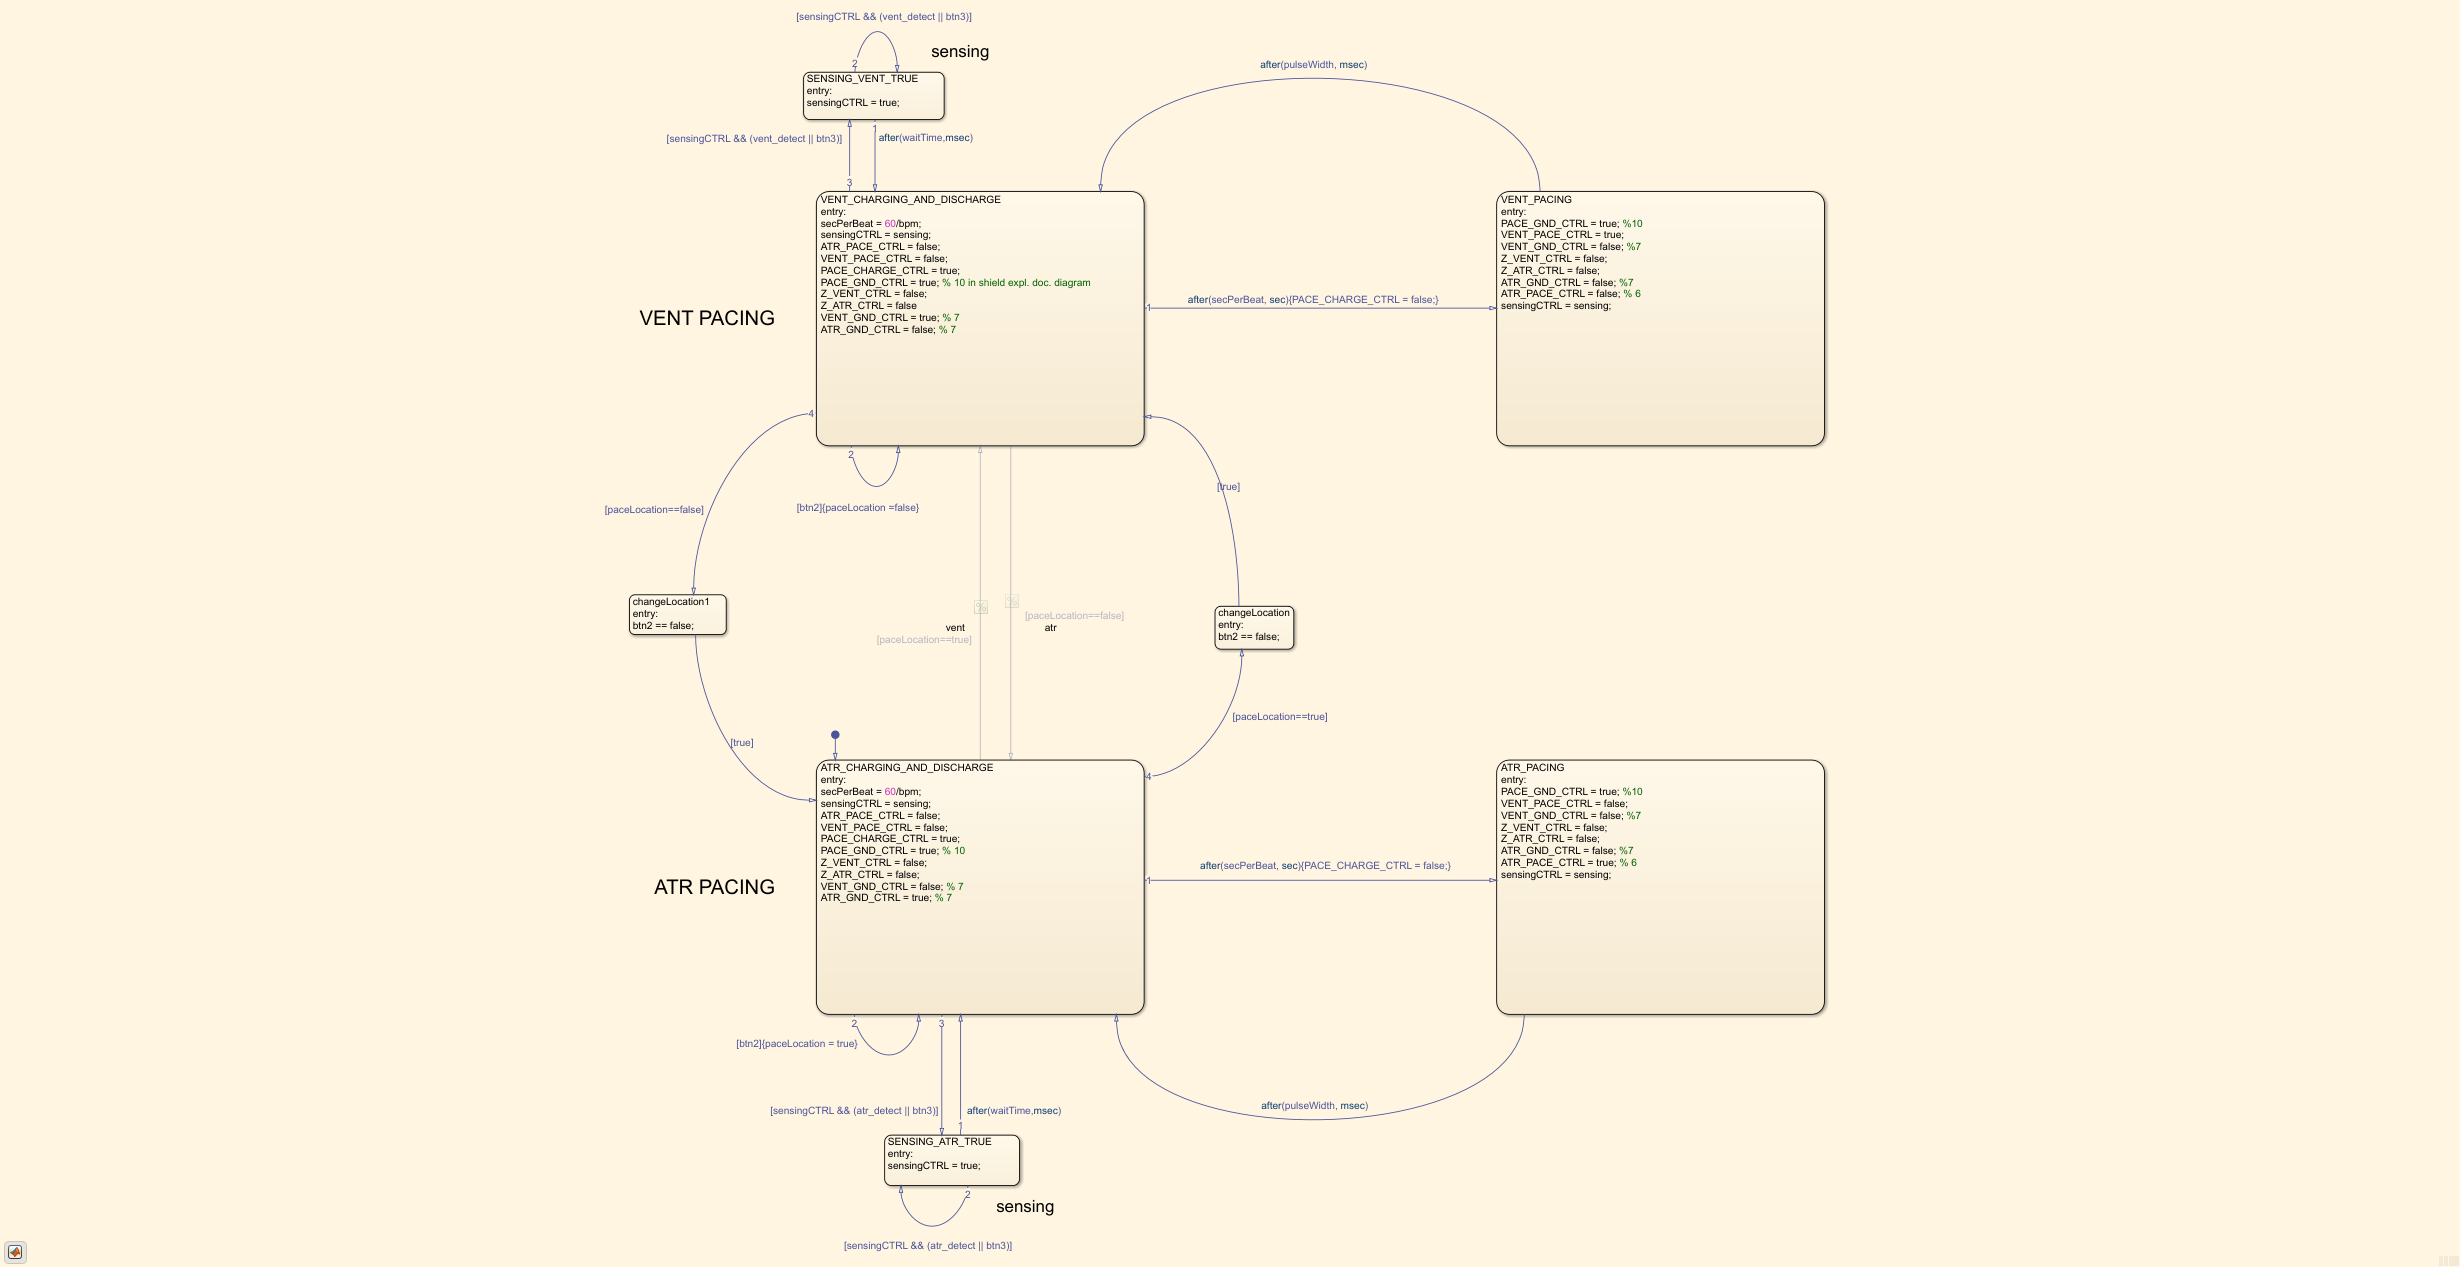 [sensingCTRL && (vent_detect || btn3)]
sensing
2
SENSING_VENT_TRUE
entry:
sensingCTRL = true;
after(pulseWidth, msec)
[sensingCTRL && (vent_detect || btn3)]
1
after(waitTime,msec)
3
VENT_CHARGING_AND_DISCHARGE
entry:
secPerBeat = 60/bpm;
sensingCTRL = sensing;
ATR_PACE_CTRL = false;
VENT_PACE_CTRL = false;
PACE_CHARGE_CTRL = true;
PACE_GND_CTRL = true; % 10 in shield expl. doc. diagram
Z_VENT_CTRL = false;
Z_ATR_CTRL = false
VENT_GND_CTRL = true; % 7
ATR_GND_CTRL = false; % 7
VENT PACING
1
after(secPerBeat, sec){PACE_CHARGE_CTRL = false;}
VENT_PACING
entry:
PACE_GND_CTRL = true; %10
VENT_PACE_CTRL = true;
VENT_GND_CTRL = false; %7
Z_VENT_CTRL = false;
Z_ATR_CTRL = false;
ATR_GND_CTRL = false; %7
ATR_PACE_CTRL = false; % 6
sensingCTRL = sensing;
4
2
[paceLocation==false]
[btn2]{paceLocation =false}
[true]
changeLocation1
entry:
btn2 == false;
%
%
vent
[paceLocation==true]
[paceLocation==false]
atr
changeLocation
entry:
btn2 == false;
[true]
[paceLocation==true]
4
ATR_CHARGING_AND_DISCHARGE
entry:
secPerBeat = 60/bpm;
sensingCTRL = sensing;
ATR_PACE_CTRL = false;
VENT_PACE_CTRL = false;
PACE_CHARGE_CTRL = true;
PACE_GND_CTRL = true; % 10
Z_VENT_CTRL = false;
Z_ATR_CTRL = false;
VENT_GND_CTRL = false; % 7
ATR_GND_CTRL = true; % 7
ATR PACING
1
after(secPerBeat, sec){PACE_CHARGE_CTRL = false;}
ATR_PACING
entry:
PACE_GND_CTRL = true; %10
VENT_PACE_CTRL = false;
VENT_GND_CTRL = false; %7
Z_VENT_CTRL = false;
Z_ATR_CTRL = false;
ATR_GND_CTRL = false; %7
ATR_PACE_CTRL = true; % 6
sensingCTRL = sensing;
2
3
[btn2]{paceLocation = true}
[sensingCTRL && (atr_detect || btn3)]
after(waitTime,msec)
1
after(pulseWidth, msec)
SENSING_ATR_TRUE
entry:
sensingCTRL = true;
2
sensing
[sensingCTRL && (atr_detect || btn3)]